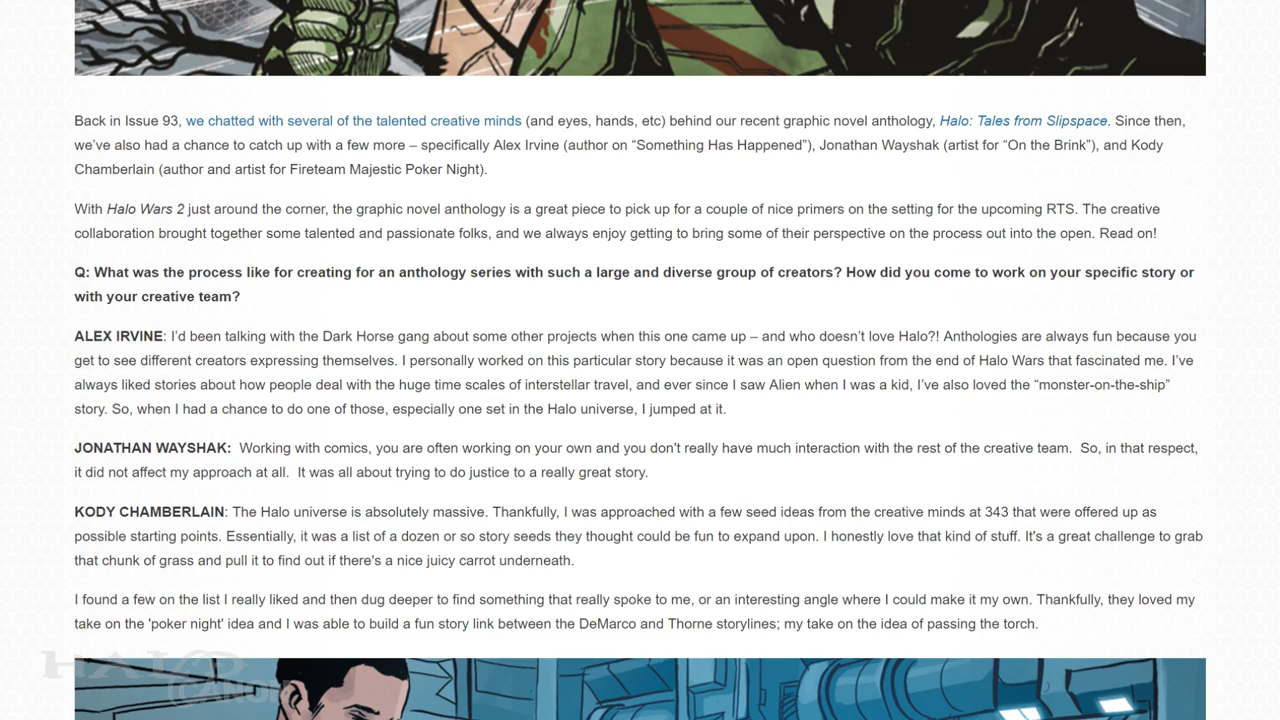 Back in Issue 93, we chatted with several of the talented creative minds (and eyes, hands, etc) behind our recent graphic novel anthology, Halo: Tales from Slipspace. Since then,
we’ve also had a chance to catch up with a few more – specifically Alex Irvine (author on “Something Has Happened”), Jonathan Wayshak (artist for “On the Brink”), and Kody
Chamberlain (author and artist for Fireteam Majestic Poker Night).
With Halo Wars 2 just around the corner, the graphic novel anthology is a great piece to pick up for a couple of nice primers on the setting for the upcoming RTS. The creative
collaboration brought together some talented and passionate folks, and we always enjoy getting to bring some of their perspective on the process out into the open. Read on!
Q: What was the process like for creating for an anthology series with such a large and diverse group of creators? How did you come to work on your specific story or
with your creative team?
ALEX IRVINE: I’d been talking with the Dark Horse gang about some other projects when this one came up – and who doesn’t love Halo?! Anthologies are always fun because you
get to see different creators expressing themselves. I personally worked on this particular story because it was an open question from the end of Halo Wars that fascinated me. I’ve
always liked stories about how people deal with the huge time scales of interstellar travel, and ever since I saw Alien when I was a kid, I’ve also loved the “monster-on-the-ship”
story. So, when I had a chance to do one of those, especially one set in the Halo universe, I jumped at it.
JONATHAN WAYSHAK:  Working with comics, you are often working on your own and you don't really have much interaction with the rest of the creative team.  So, in that respect,
it did not affect my approach at all.  It was all about trying to do justice to a really great story.
KODY CHAMBERLAIN: The Halo universe is absolutely massive. Thankfully, I was approached with a few seed ideas from the creative minds at 343 that were offered up as
possible starting points. Essentially, it was a list of a dozen or so story seeds they thought could be fun to expand upon. I honestly love that kind of stuff. It's a great challenge to grab
that chunk of grass and pull it to find out if there's a nice juicy carrot underneath.
I found a few on the list I really liked and then dug deeper to find something that really spoke to me, or an interesting angle where I could make it my own. Thankfully, they loved my
take on the 'poker night' idea and I was able to build a fun story link between the DeMarco and Thorne storylines; my take on the idea of passing the torch.
HALO
CANON